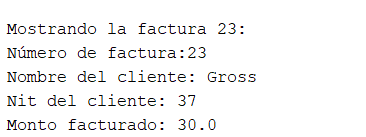 Mostrando la factura 23:
Número de factura:23
Nombre del cliente: Gross
Nit del cliente: 37
Monto facturado: 30.0